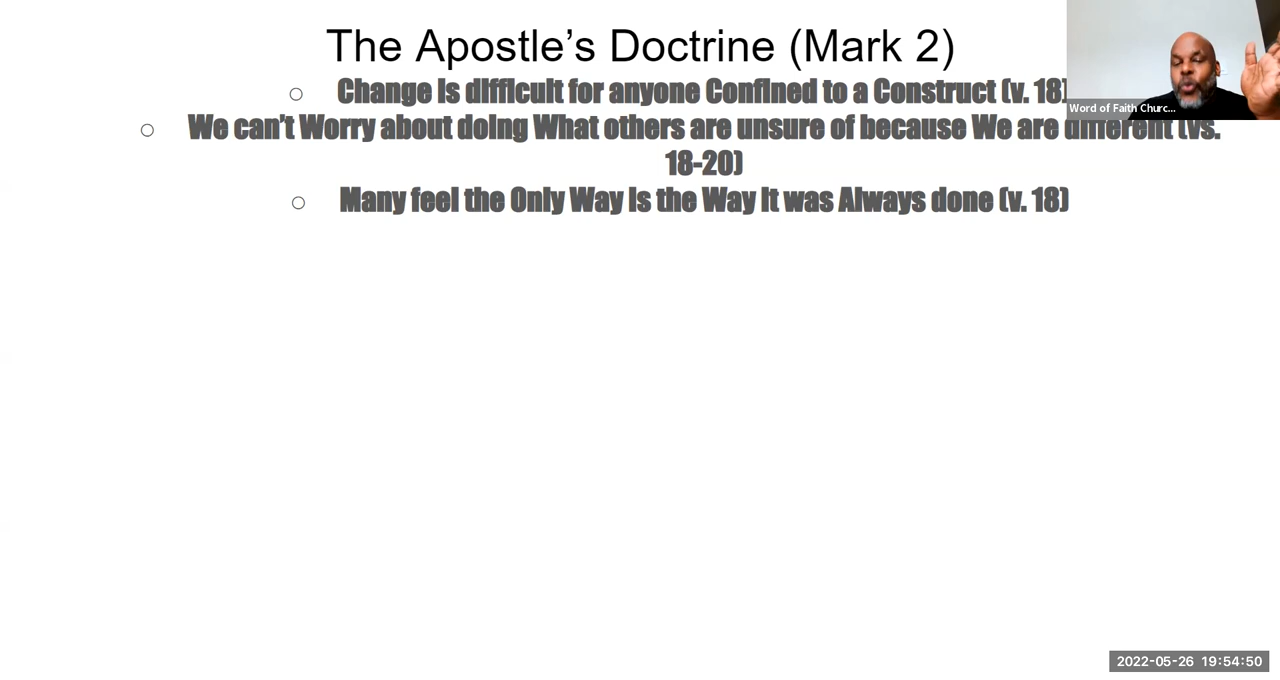 The Apostle's Doctrine (Mark 2)
Change is difficult for anyone Confined to a Construct (v. 18)
We can't Worry about doing What others are unsure of because We are different (vs.
18-20)
Many feel the Only Way is the Way it was Always done (v. 18)
Word of Faith Churc...
2022-05-26 19:54:50